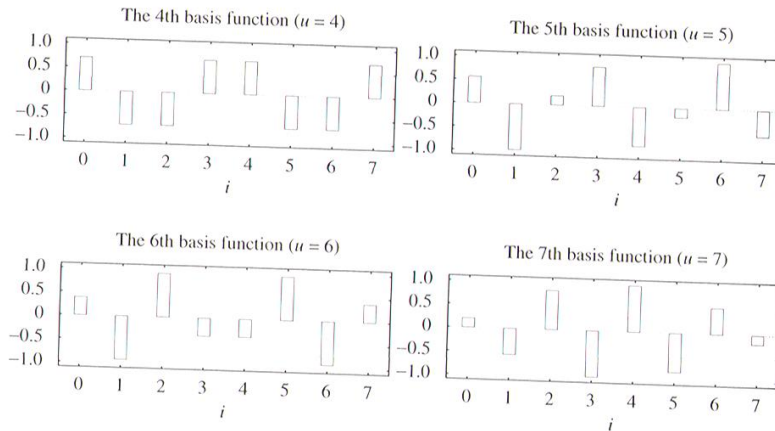 The 4th basis function (u = 4)
1.0
0.5
0
−0.5
−1.0
0 1 2 3 4 5 6 7
i
The 5th basis function (u = 5)
1.0
0.5
0
−0.5
−1.0
0 1 2 3 4 5 6 7
i
The 6th basis function (u = 6)
1.0
0.5
0
−0.5
−1.0
0 1 2 3 4 5 6 7
i
The 7th basis function (u = 7)
1.0
0.5
0
−0.5
−1.0
0 1 2 3 4 5 6 7
i